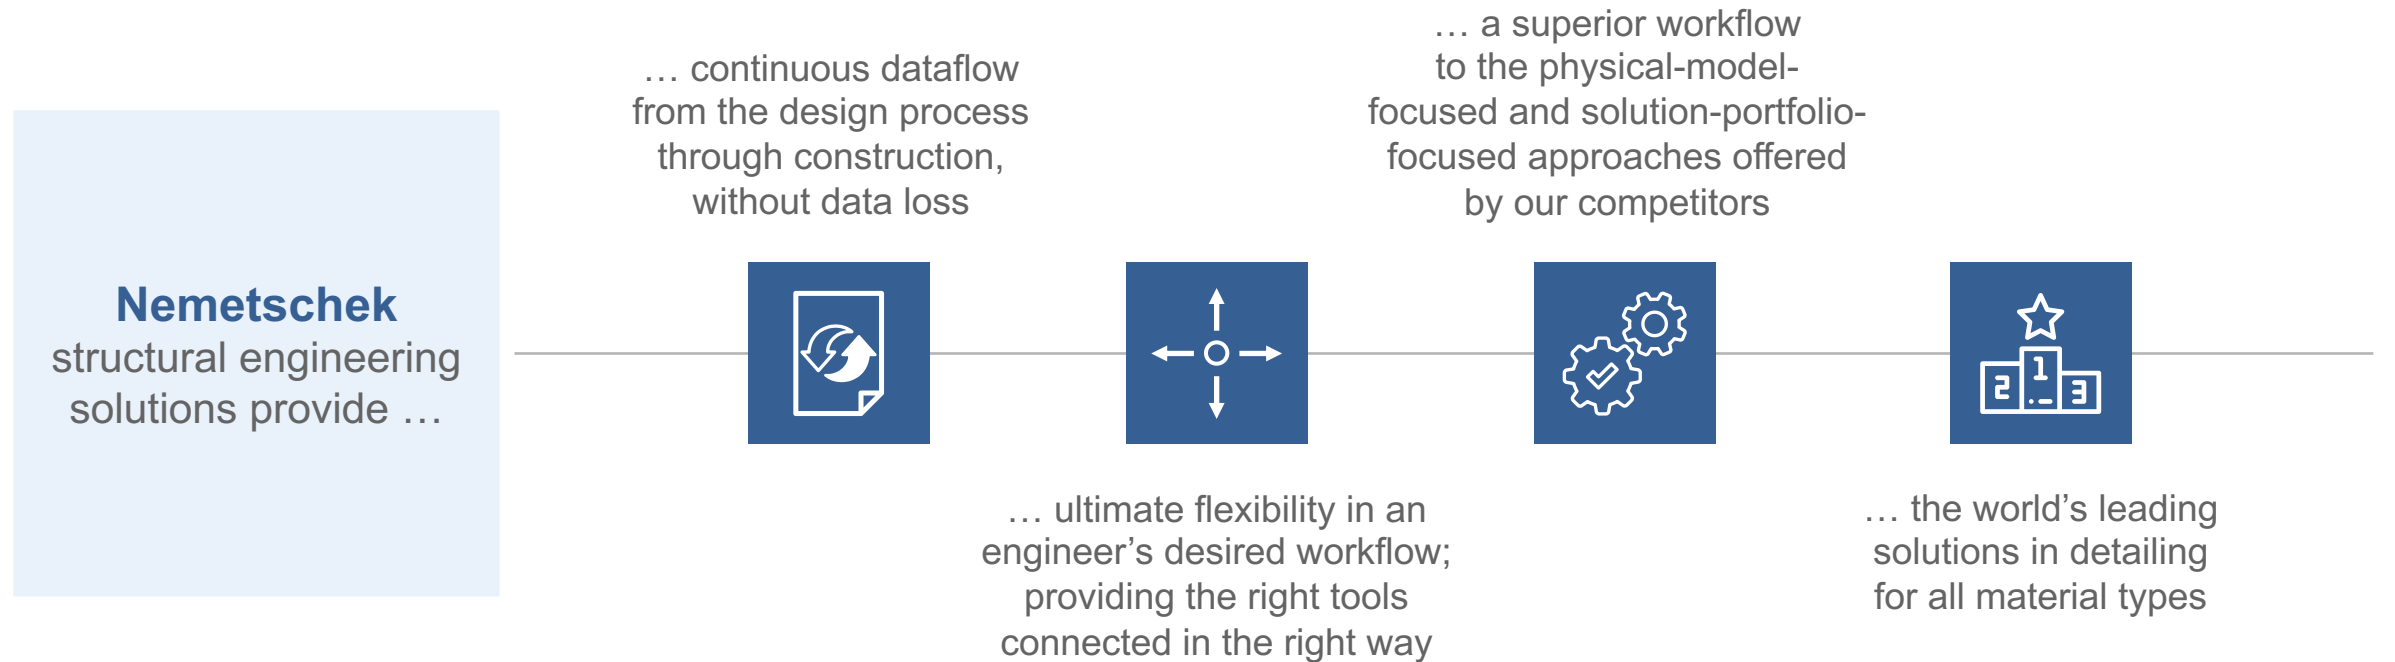 Nemetschek
structural engineering
solutions provide …
… continuous dataflow
from the design process
through construction,
without data loss
… ultimate flexibility in an
engineer’s desired workflow;
providing the right tools
connected in the right way
… a superior workflow
to the physical-model-
focused and solution-portfolio-
focused approaches offered
by our competitors
2 1 3
… the world’s leading
solutions in detailing
for all material types